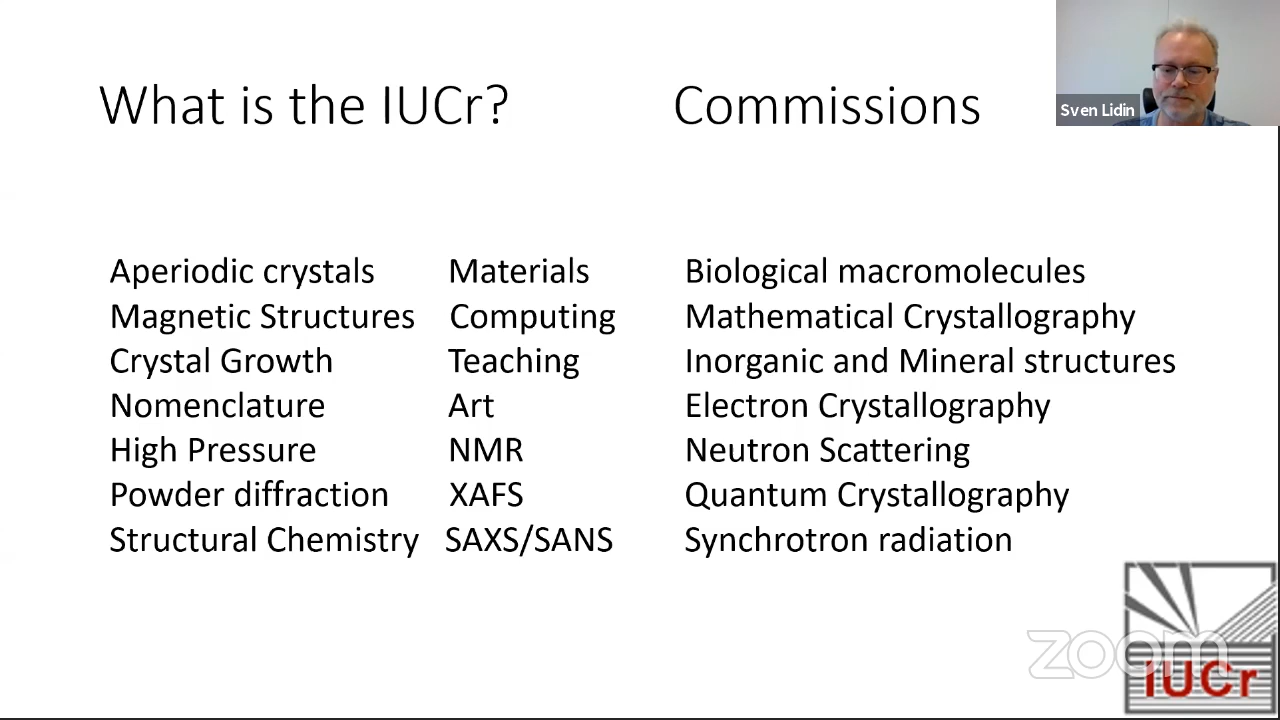 What is the IUCr? Commissions
Sven Lidin
Aperiodic crystals Materials Biological macromolecules
Magnetic Structures Computing Mathematical Crystallography
Crystal Growth Teaching Inorganic and Mineral structures
Nomenclature Art Electron Crystallography
High Pressure NMR Neutron Scattering
Powder diffraction XAFS Quantum Crystallography
Structural Chemistry SAXS/SANS Synchrotron radiation
zoom
IUCr